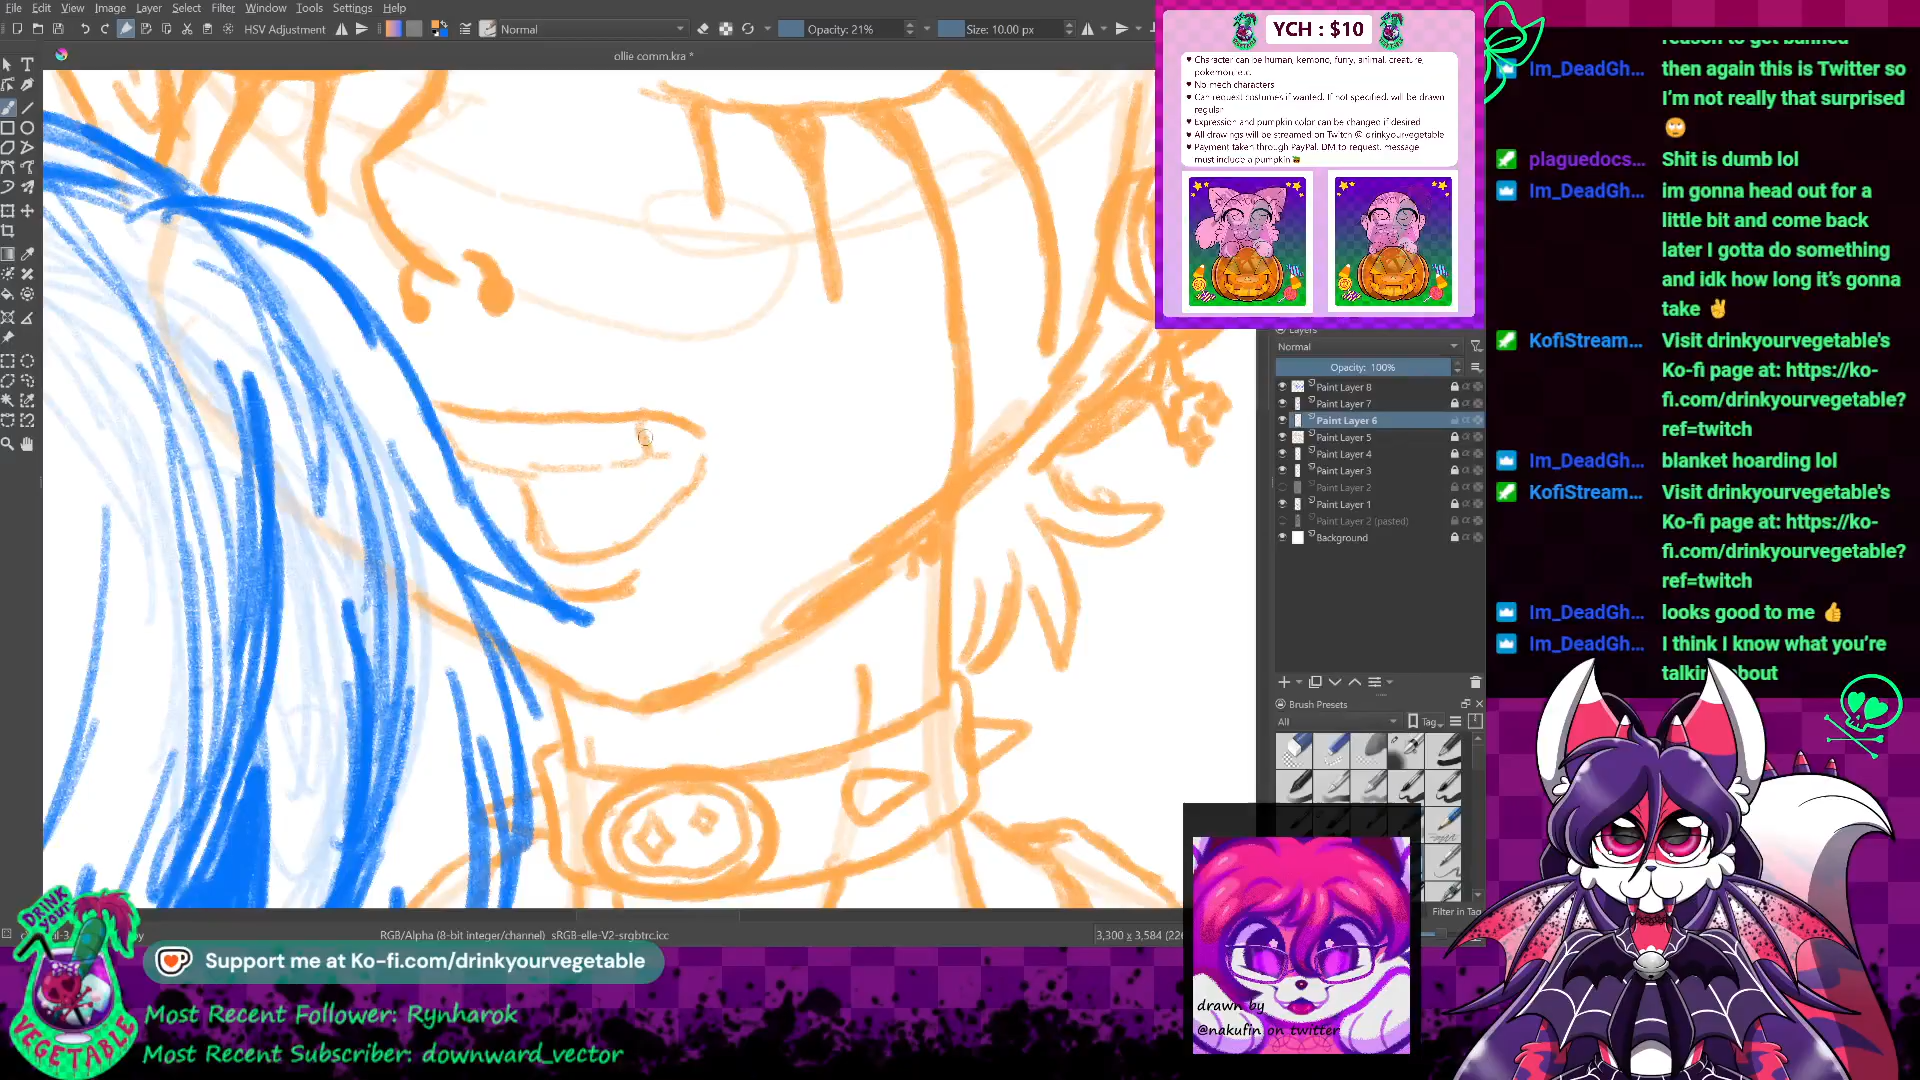 File Edit View Image Layer Select Filter Window Tools Settings Help
HSV Adjustment
Normal
Opacity: 21%
Size: 10.00 px
ollie comm.kra *
YCH : $10
♥ Character can be human, kemono, furry, animal, creature,
pokemon, etc.
♥ No mech characters
♥ Can request costumes if wanted. If not specified, will be drawn
regular
♥ Expression and pumpkin color can be changed if desired
♥ All drawings will be streamed on Twitch @ drinkyourvegetable
♥ Payment taken through PayPal. DM to request. message
must include a pumpkin 🎃
Layers
Normal
Opacity: 100%
Paint Layer 8
Paint Layer 7
Paint Layer 6
Paint Layer 5
Paint Layer 4
Paint Layer 3
Paint Layer 2
Paint Layer 1
Paint Layer 2 (pasted)
Background
Brush Presets
All
Tag
Filter in Tag
RGB/Alpha (8-bit integer/channel) sRGB-elle-V2-srgbtrc.icc
3,300 x 3,584 (226
reason to get banned
Im_DeadGh... then again this is Twitter so
I'm not really that surprised
🙄
plaguedocs... Shit is dumb lol
Im_DeadGh... im gonna head out for a
little bit and come back
later I gotta do something
and idk how long it's gonna
take ✌
KofiStream... Visit drinkyourvegetable's
Ko-fi page at: https://ko-
fi.com/drinkyourvegetable?
ref=twitch
Im_DeadGh... blanket hoarding lol
KofiStream... Visit drinkyourvegetable's
Ko-fi page at: https://ko-
fi.com/drinkyourvegetable?
ref=twitch
Im_DeadGh... looks good to me 👍
Im_DeadGh... I think I know what you're
talking about
drawn by
@nakufin on twitter
DRINK
YOUR
VEGETABLE
Support me at Ko-fi.com/drinkyourvegetable
Most Recent Follower: Rynharok
Most Recent Subscriber: downward_vector